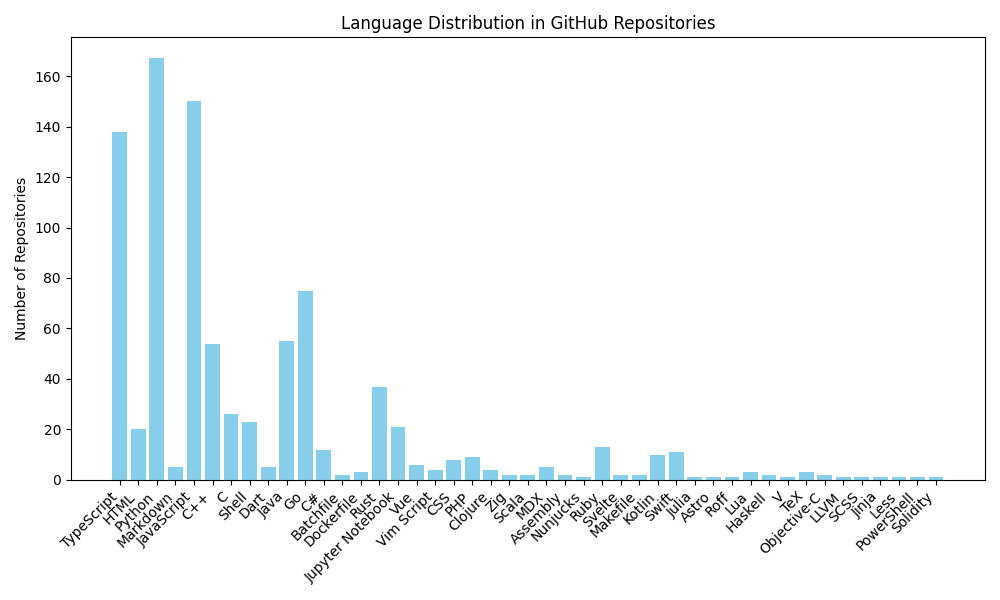 Language Distribution in GitHub Repositories
Number of Repositories
160
140
120
100
80
60
40
20
0
TypeScript
HTML
Python
Markdown
JavaScript
C++
C
Shell
Dart
Java
Go
C#
Batchfile
Dockerfile
Rust
Jupyter Notebook
Vue
Vim Script
CSS
PHP
Clojure
Zig
Scala
MDX
Assembly
Nunjucks
Ruby
Svelte
Makefile
Kotlin
Swift
Julia
Astro
Roff
Lua
Haskell
V
TeX
Objective-C
LLVM
SCSS
Jinja
Less
PowerShell
Solidity